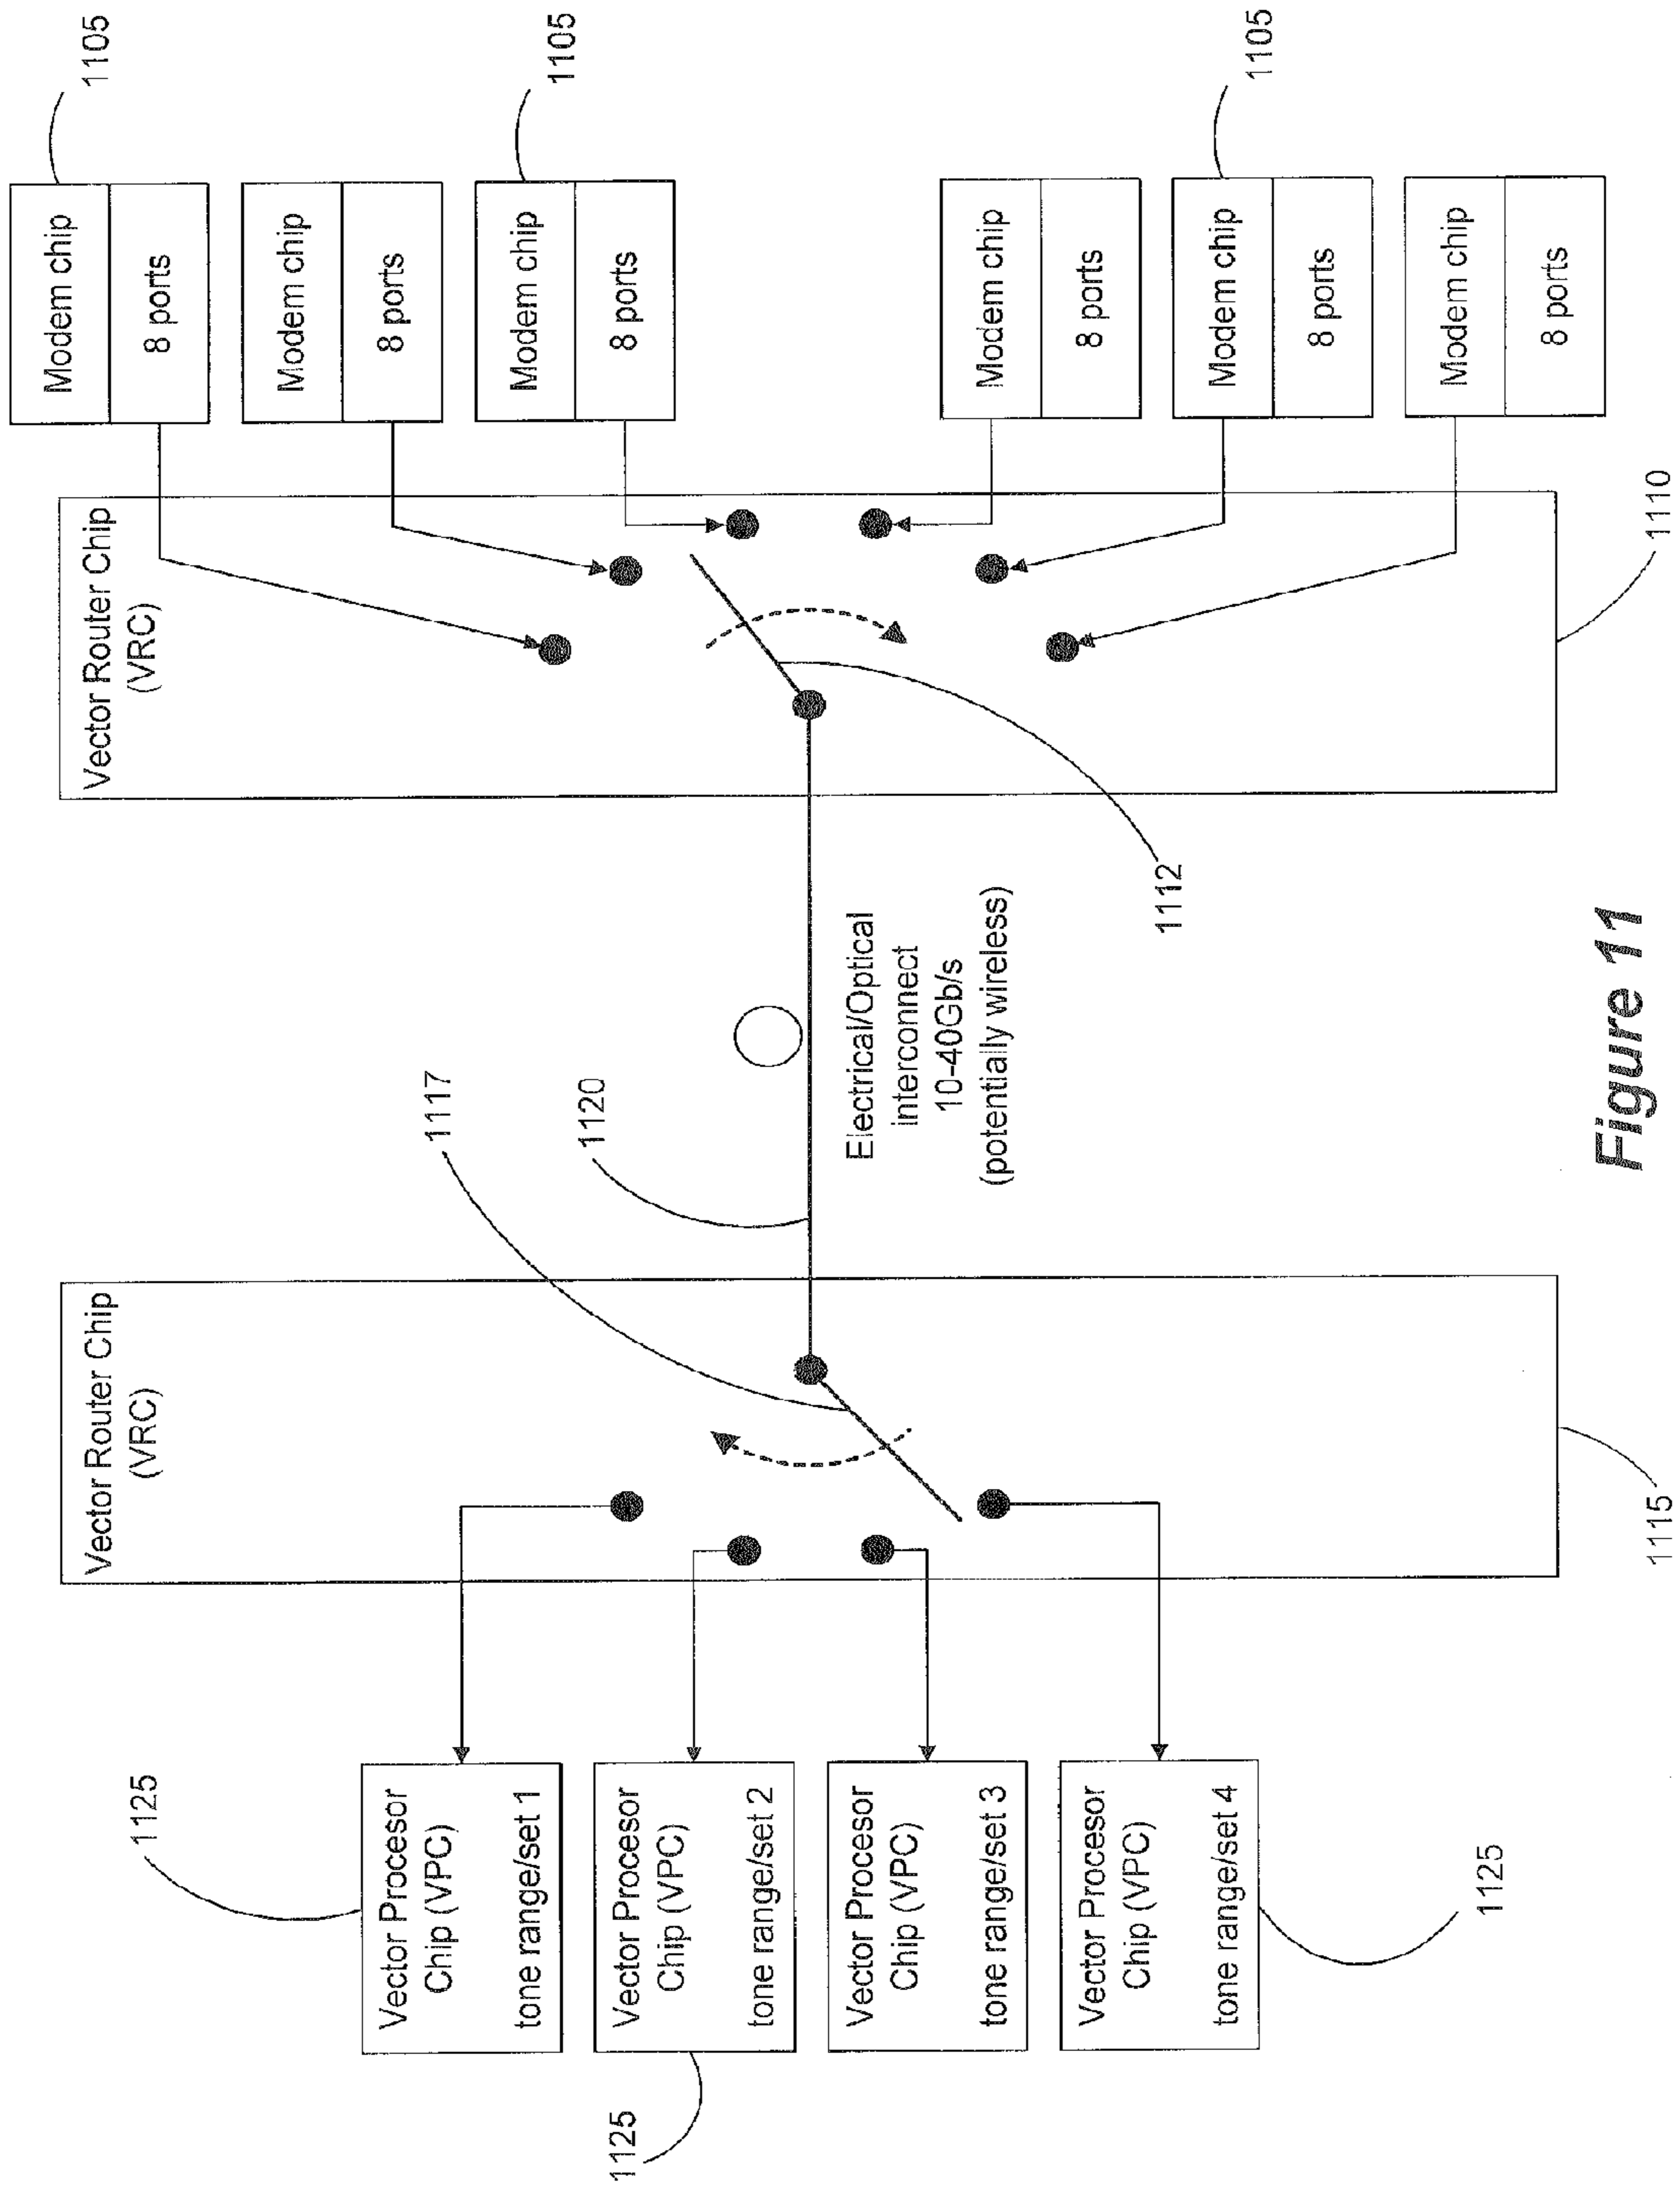 1125
Vector Procesor
Chip (VPC)
tone range/set 1
Vector Procesor
Chip (VPC)
tone range/set 2
1125
Vector Procesor
Chip (VPC)
tone range/set 3
Vector Procesor
Chip (VPC)
tone range/set 4
1125
Vector Router Chip
(VRC)
1115
1117
1120
Electrical/Optical
interconnect
10-40Gb/s
(potentially wireless)
1112
Vector Router Chip
(VRC)
1110
Modem chip
8 ports
1105
Modem chip
8 ports
Modem chip
8 ports
1105
Modem chip
8 ports
Modem chip
8 ports
1105
Modem chip
8 ports
Figure 11